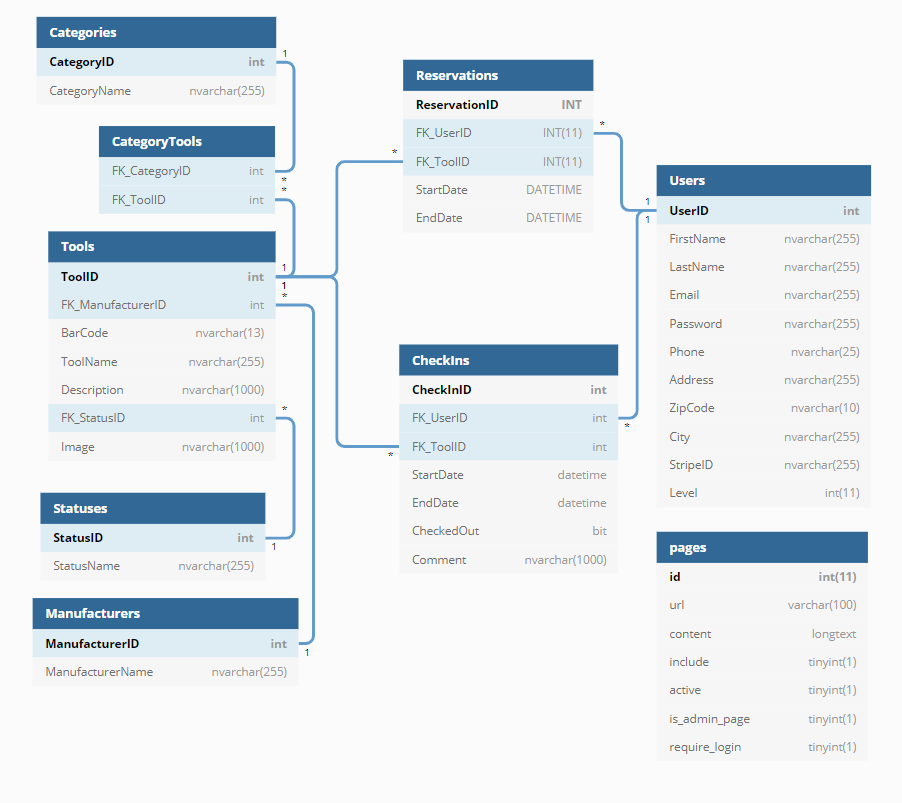 Categories
CategoryID int
CategoryName nvarchar(255)
1
CategoryTools
FK_CategoryID int
*
*
FK_ToolID int
Tools
ToolID int
1
1
FK_ManufacturerID int
*
BarCode nvarchar(13)
ToolName nvarchar(255)
Description nvarchar(1000)
FK_StatusID int
*
Image nvarchar(1000)
Statuses
StatusID int
1
StatusName nvarchar(255)
Manufacturers
ManufacturerID int
1
ManufacturerName nvarchar(255)
Reservations
ReservationID INT
FK_UserID INT(11)
*
*
FK_ToolID INT(11)
StartDate DATETIME
EndDate DATETIME
CheckIns
CheckInID int
FK_UserID int
*
*
FK_ToolID int
StartDate datetime
EndDate datetime
CheckedOut bit
Comment nvarchar(1000)
Users
1
UserID int
1
FirstName nvarchar(255)
LastName nvarchar(255)
Email nvarchar(255)
Password nvarchar(255)
Phone nvarchar(25)
Address nvarchar(255)
ZipCode nvarchar(10)
City nvarchar(255)
StripeID nvarchar(255)
Level int(11)
pages
id int(11)
url varchar(100)
content longtext
include tinyint(1)
active tinyint(1)
is_admin_page tinyint(1)
require_login tinyint(1)